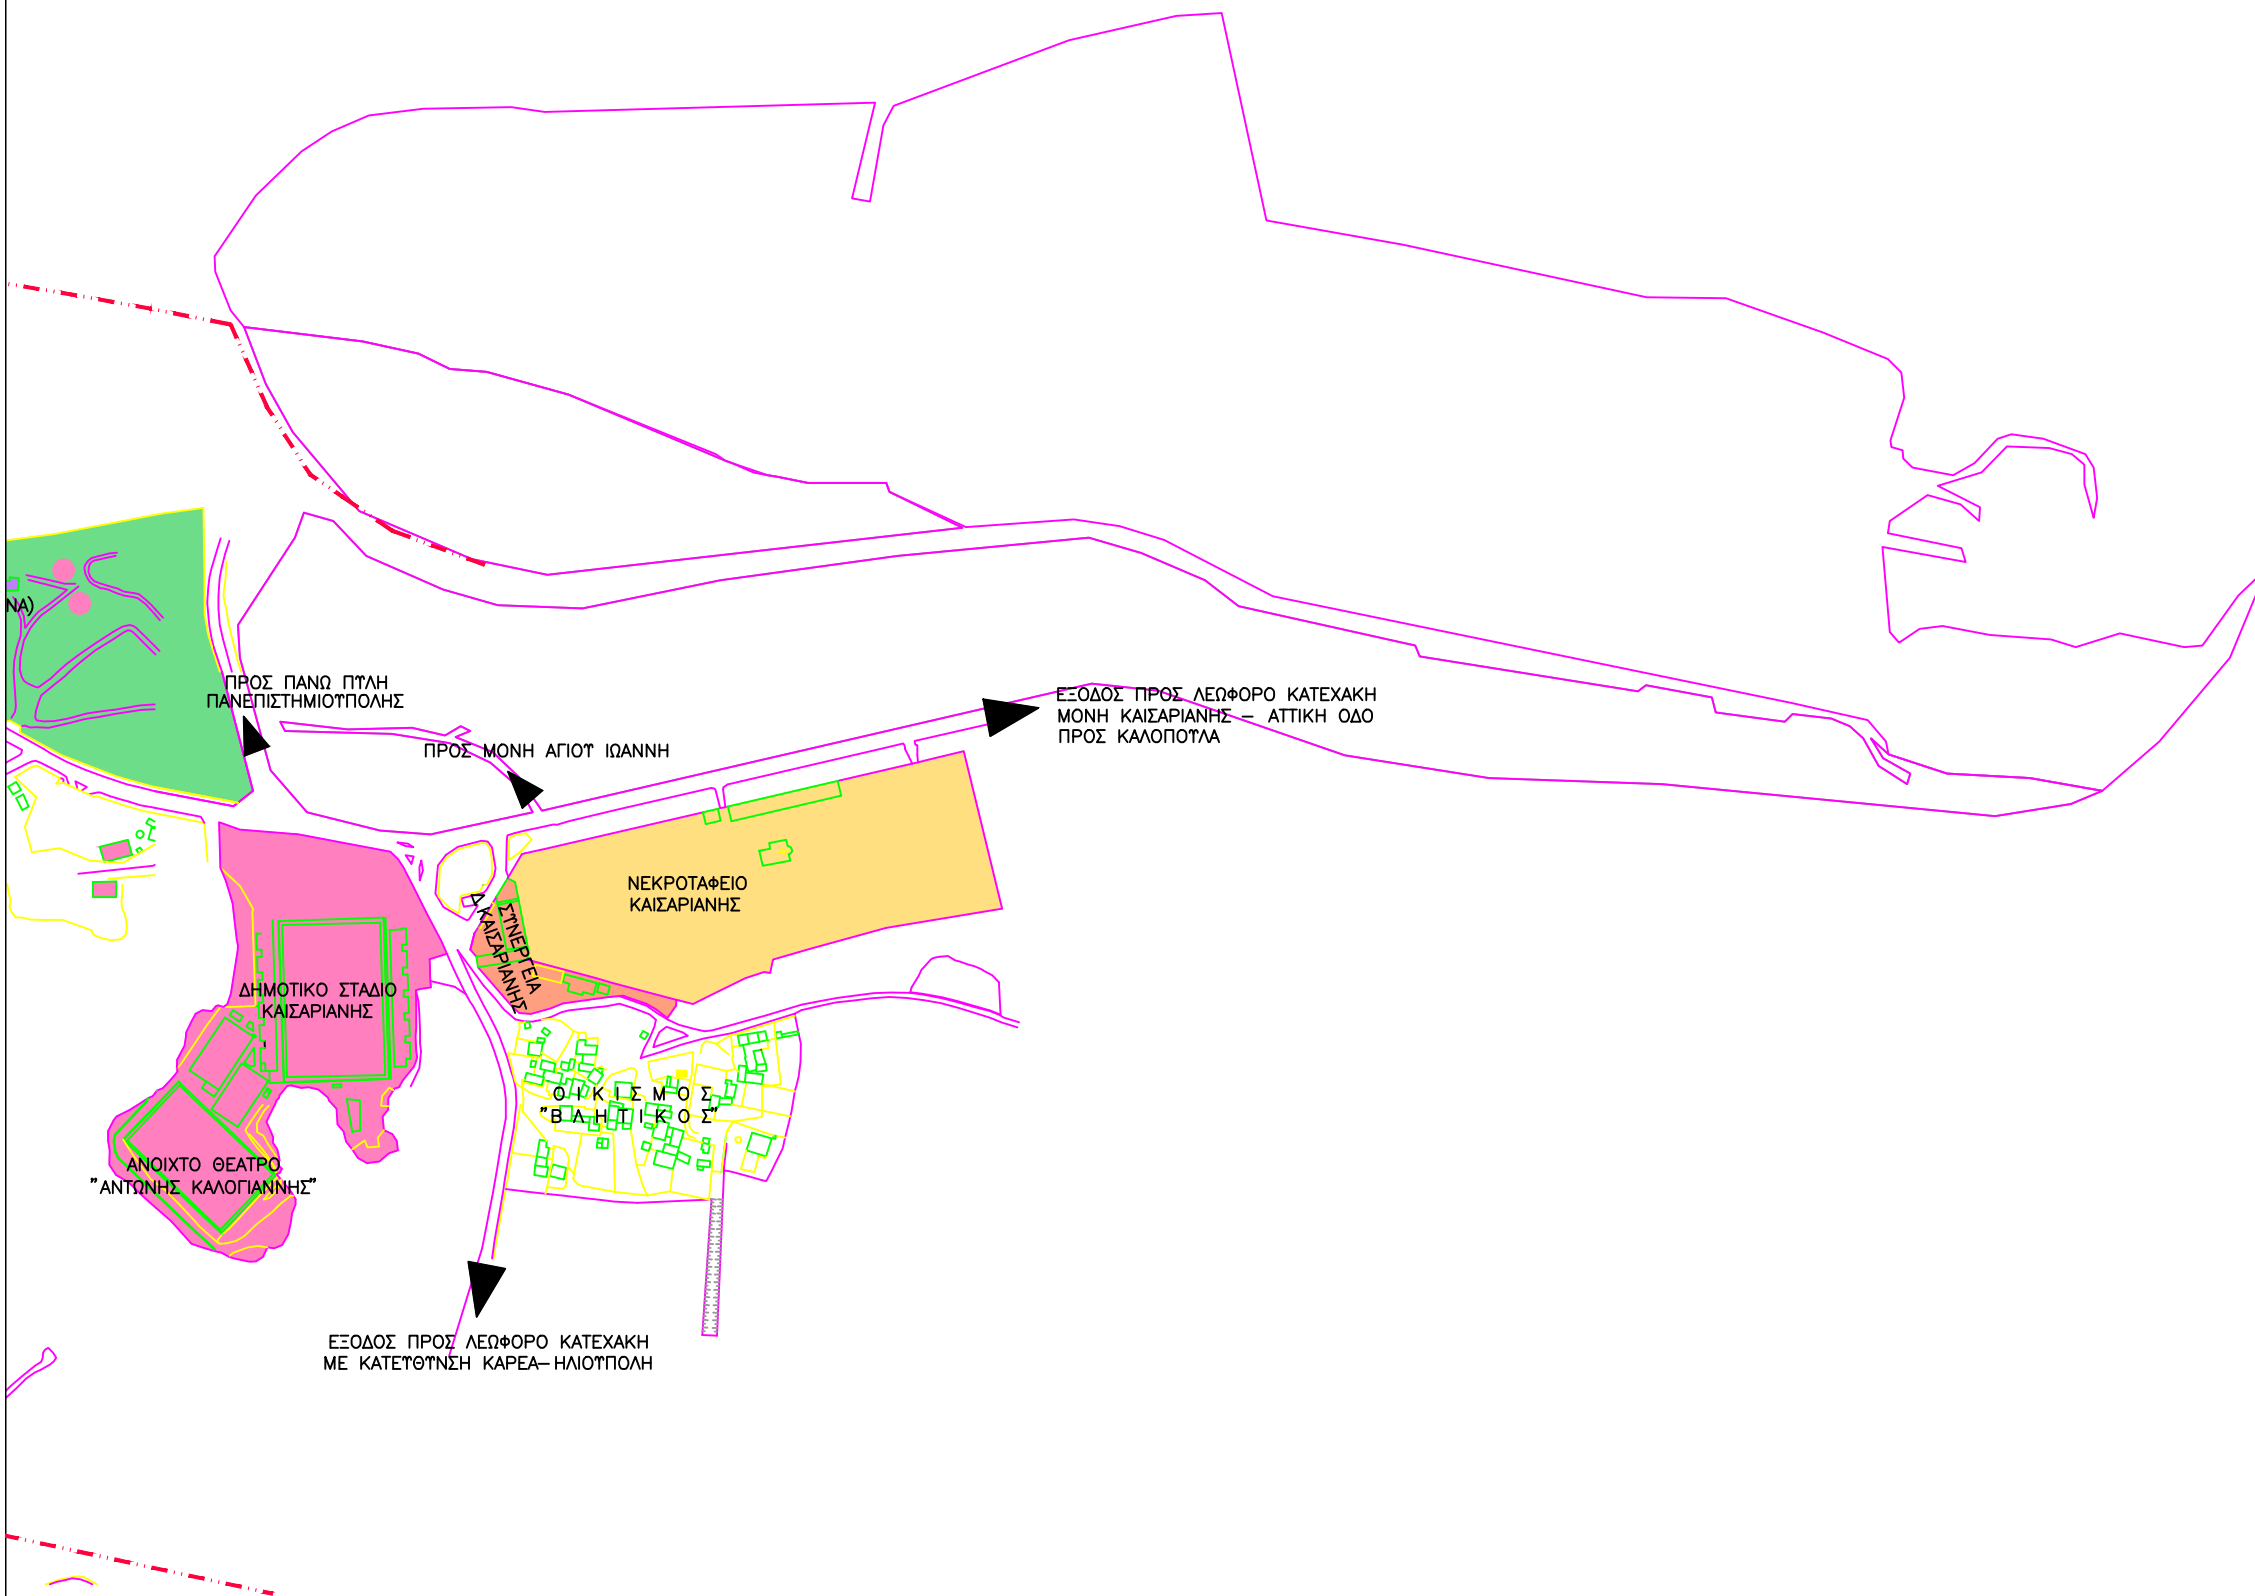 ΝΑ)
ΠΡΟΣ ΠΑΝΩ ΠΥΛΗ
ΠΑΝΕΠΙΣΤΗΜΙΟΥΠΟΛΗΣ
ΠΡΟΣ ΜΟΝΗ ΑΓΙΟΥ ΙΩΑΝΝΗ
ΕΞΟΔΟΣ ΠΡΟΣ ΛΕΩΦΟΡΟ ΚΑΤΕΧΑΚΗ
ΜΟΝΗ ΚΑΙΣΑΡΙΑΝΗΣ – ΑΤΤΙΚΗ ΟΔΟ
ΠΡΟΣ ΚΑΛΟΠΟΥΛΑ
ΝΕΚΡΟΤΑΦΕΙΟ
ΚΑΙΣΑΡΙΑΝΗΣ
ΣΥΝΕΡΓΕΙΑ
Δ.ΚΑΙΣΑΡΙΑΝΗΣ
ΔΗΜΟΤΙΚΟ ΣΤΑΔΙΟ
ΚΑΙΣΑΡΙΑΝΗΣ
Ο Ι Κ Ι Σ Μ Ο Σ
"Β Λ Η Τ Ι Κ Ο Σ"
ΑΝΟΙΧΤΟ ΘΕΑΤΡΟ
"ΑΝΤΩΝΗΣ ΚΑΛΟΓΙΑΝΝΗΣ"
ΕΞΟΔΟΣ ΠΡΟΣ ΛΕΩΦΟΡΟ ΚΑΤΕΧΑΚΗ
ΜΕ ΚΑΤΕΥΘΥΝΣΗ ΚΑΡΕΑ–ΗΛΙΟΥΠΟΛΗ